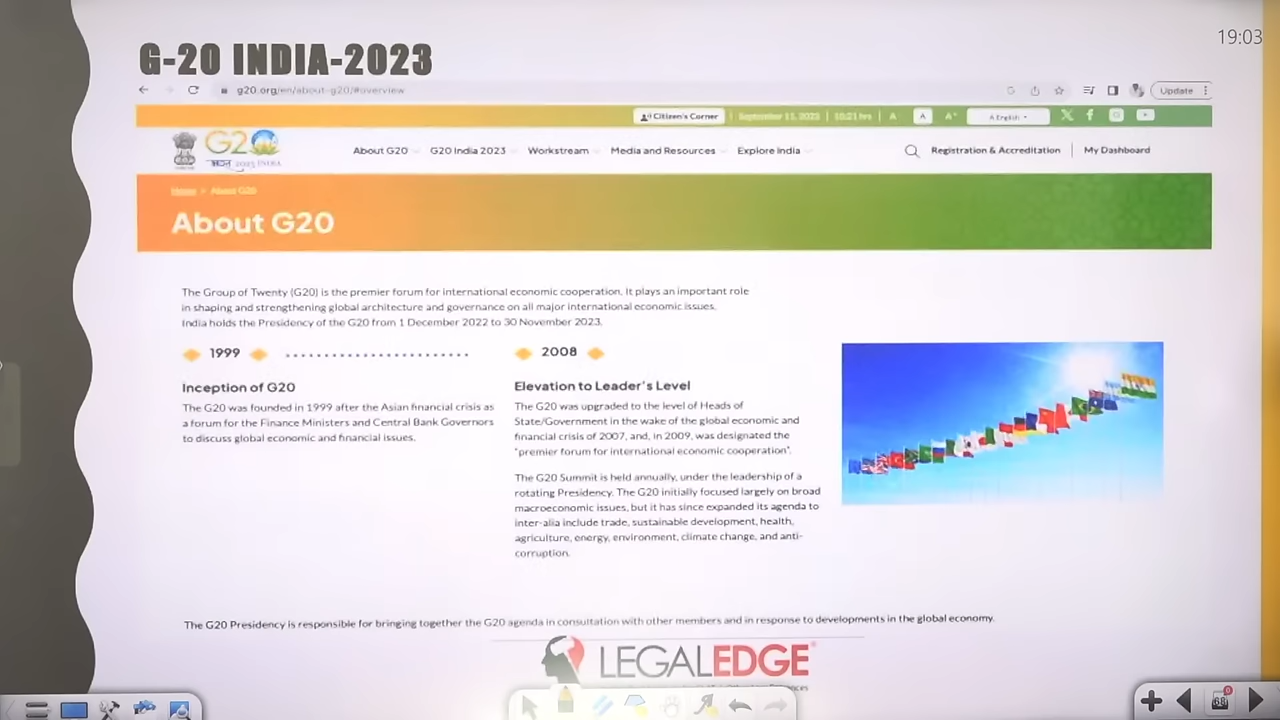 19:03
G-20 INDIA-2023
g20.org/en/about-g20/#overview
Update
Citizen's Corner
A
A
A+
A English
G20
भारत 2023 INDIA
About G20
G20 India 2023
Workstream
Media and Resources
Explore India
Registration & Accreditation
My Dashboard
Home > About G20
About G20
The Group of Twenty (G20) is the premier forum for international economic cooperation. It plays an important role
in shaping and strengthening global architecture and governance on all major international economic issues.
India holds the Presidency of the G20 from 1 December 2022 to 30 November 2023.
1999
Inception of G20
The G20 was founded in 1999 after the Asian financial crisis as
a forum for the Finance Ministers and Central Bank Governors
to discuss global economic and financial issues.
2008
Elevation to Leader's Level
The G20 was upgraded to the level of Heads of
State/Government in the wake of the global economic and
financial crisis of 2007, and, in 2009, was designated the
"premier forum for international economic cooperation".
The G20 Summit is held annually, under the leadership of a
rotating Presidency. The G20 initially focused largely on broad
macroeconomic issues, but it has since expanded its agenda to
inter-alia include trade, sustainable development, health,
agriculture, energy, environment, climate change, and anti-
corruption.
The G20 Presidency is responsible for bringing together the G20 agenda in consultation with other members and in response to developments in the global economy.
LEGALEDGE